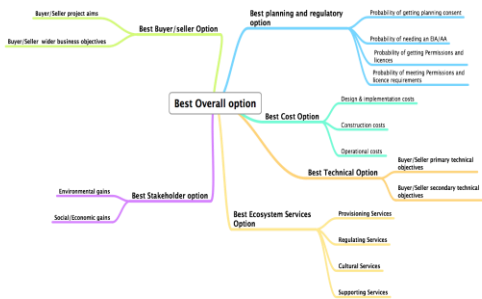 Buyer/Seller project aims
Buyer/Seller wider business objectives
Best Buyer/seller Option
Best planning and regulatory
option
Probability of getting planning consent
Probability of needing an EIA/AA
Probability of getting Permissions and
licences
Probability of meeting Permissions and
licence requirements
Best Overall option
Best Cost Option
Design & implementation costs
Construction costs
Operational costs
Best Technical Option
Buyer/Seller primary technical
objectives
Buyer/Seller secondary technical
objectives
Environmental gains
Social/Economic gains
Best Stakeholder option
Best Ecosystem Services
Option
Provisioning Services
Regulating Services
Cultural Services
Supporting Services